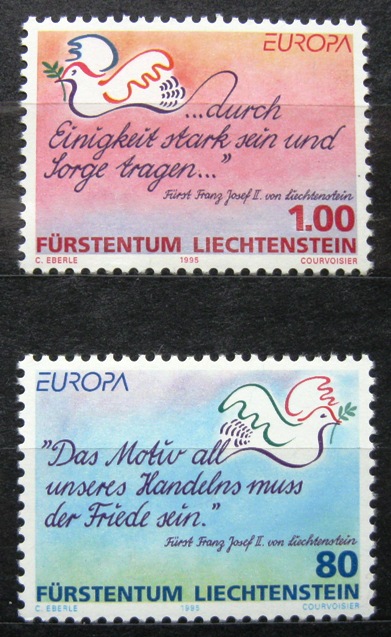 EUROPA
...durch
Einigkeit stark sein und
Sorge tragen..."
Fürst Franz Josef II. von Liechtenstein
1.00
FÜRSTENTUM LIECHTENSTEIN
C. EBERLE 1995 COURVOISIER
EUROPA
"Das Motiv all
unseres Handelns muss
der Friede sein."
Fürst Franz Josef II. von Liechtenstein
80
FÜRSTENTUM LIECHTENSTEIN
C. EBERLE 1995 COURVOISIER